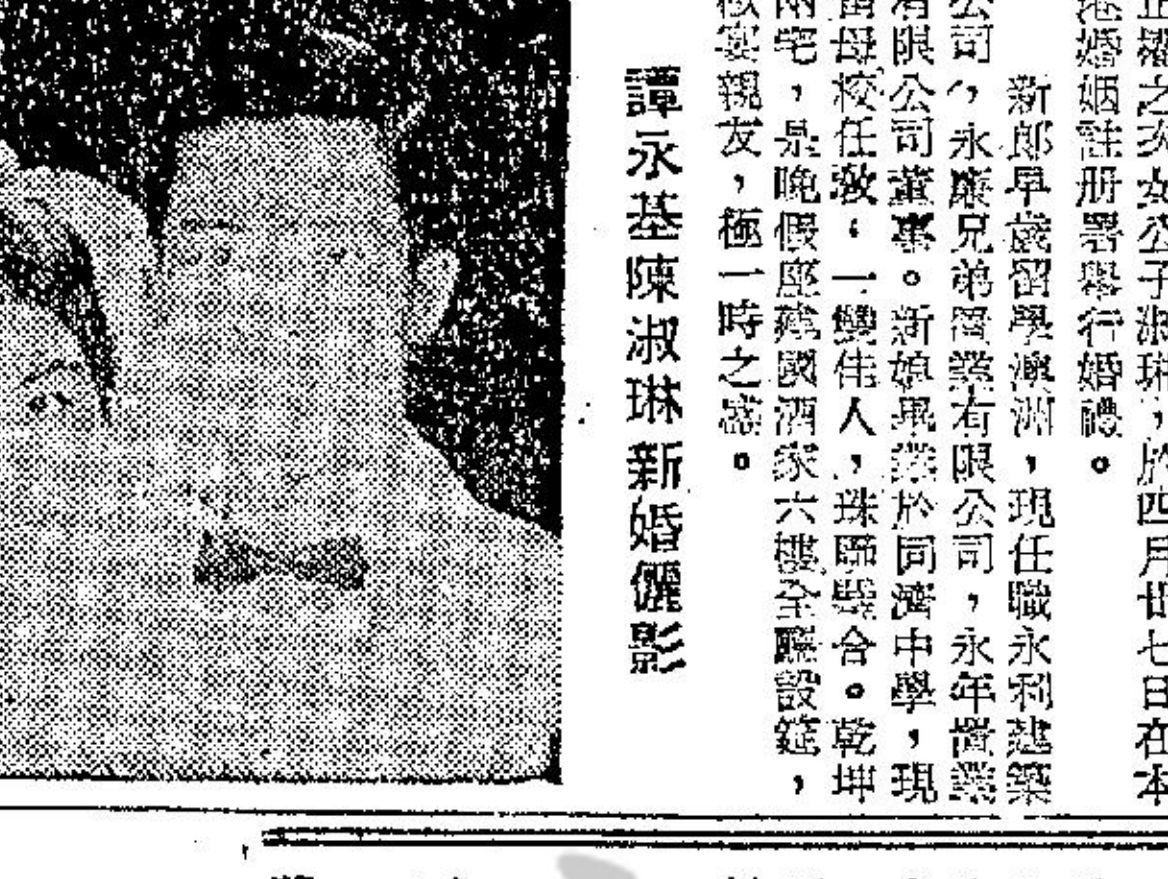 之次女公子淑琳，於四月廿七日在本
港婚姻註册署舉行婚禮。
新郎早歲留學澳洲，現任職永利建築
公司，永廉兄弟置業有限公司，永年置業
有限公司董事。新娘畢業於同濟中學，現
留母校任教，一雙佳人，珠聯璧合。乾坤
兩宅，是晚假座建國酒家六樓全層設筵，
宴親友，極一時之盛。
譚永基陳淑琳新婚儷影